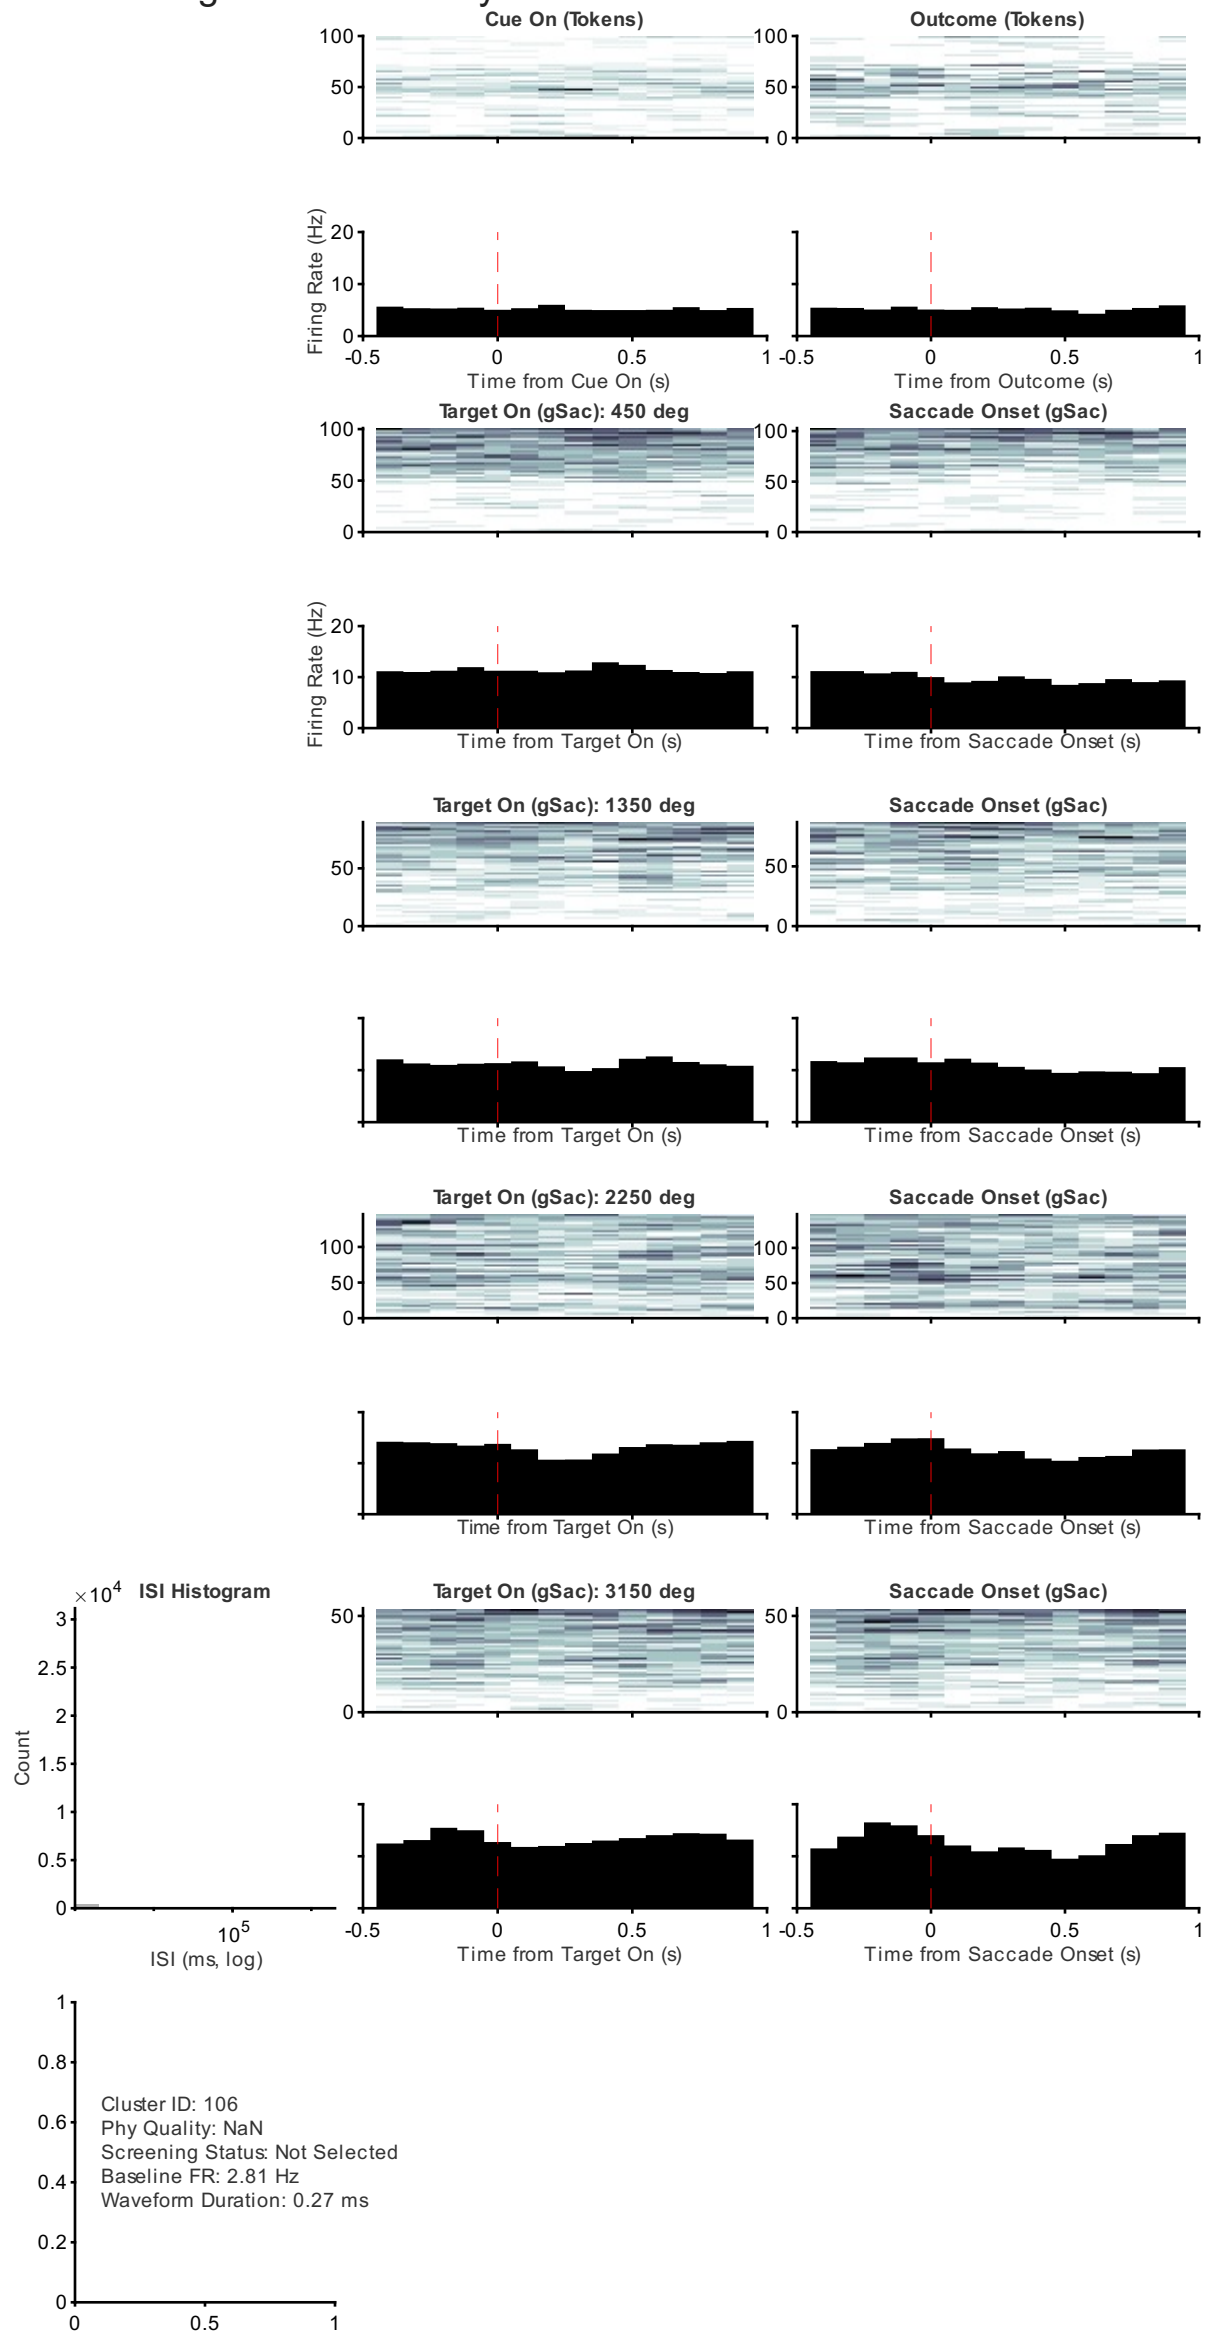 Cue On (Tokens)
Outcome (Tokens)
100
50
0
100
50
0
Firing Rate (Hz)
20
10
0
-0.5
0
0.5
1
-0.5
0
0.5
1
Time from Cue On (s)
Time from Outcome (s)
Target On (gSac): 450 deg
Saccade Onset (gSac)
100
50
0
100
50
0
Firing Rate (Hz)
20
10
0
Time from Target On (s)
Time from Saccade Onset (s)
Target On (gSac): 1350 deg
Saccade Onset (gSac)
50
0
50
0
Time from Target On (s)
Time from Saccade Onset (s)
Target On (gSac): 2250 deg
Saccade Onset (gSac)
100
50
0
100
50
0
Time from Target On (s)
Time from Saccade Onset (s)
×10^4
ISI Histogram
Count
3
2.5
2
1.5
1
0.5
0
10^5
ISI (ms, log)
Target On (gSac): 3150 deg
Saccade Onset (gSac)
50
0
50
0
-0.5
0
0.5
1
-0.5
0
0.5
1
Time from Target On (s)
Time from Saccade Onset (s)
1
0.8
0.6
0.4
0.2
0
Cluster ID: 106
Phy Quality: NaN
Screening Status: Not Selected
Baseline FR: 2.81 Hz
Waveform Duration: 0.27 ms
0
0.5
1